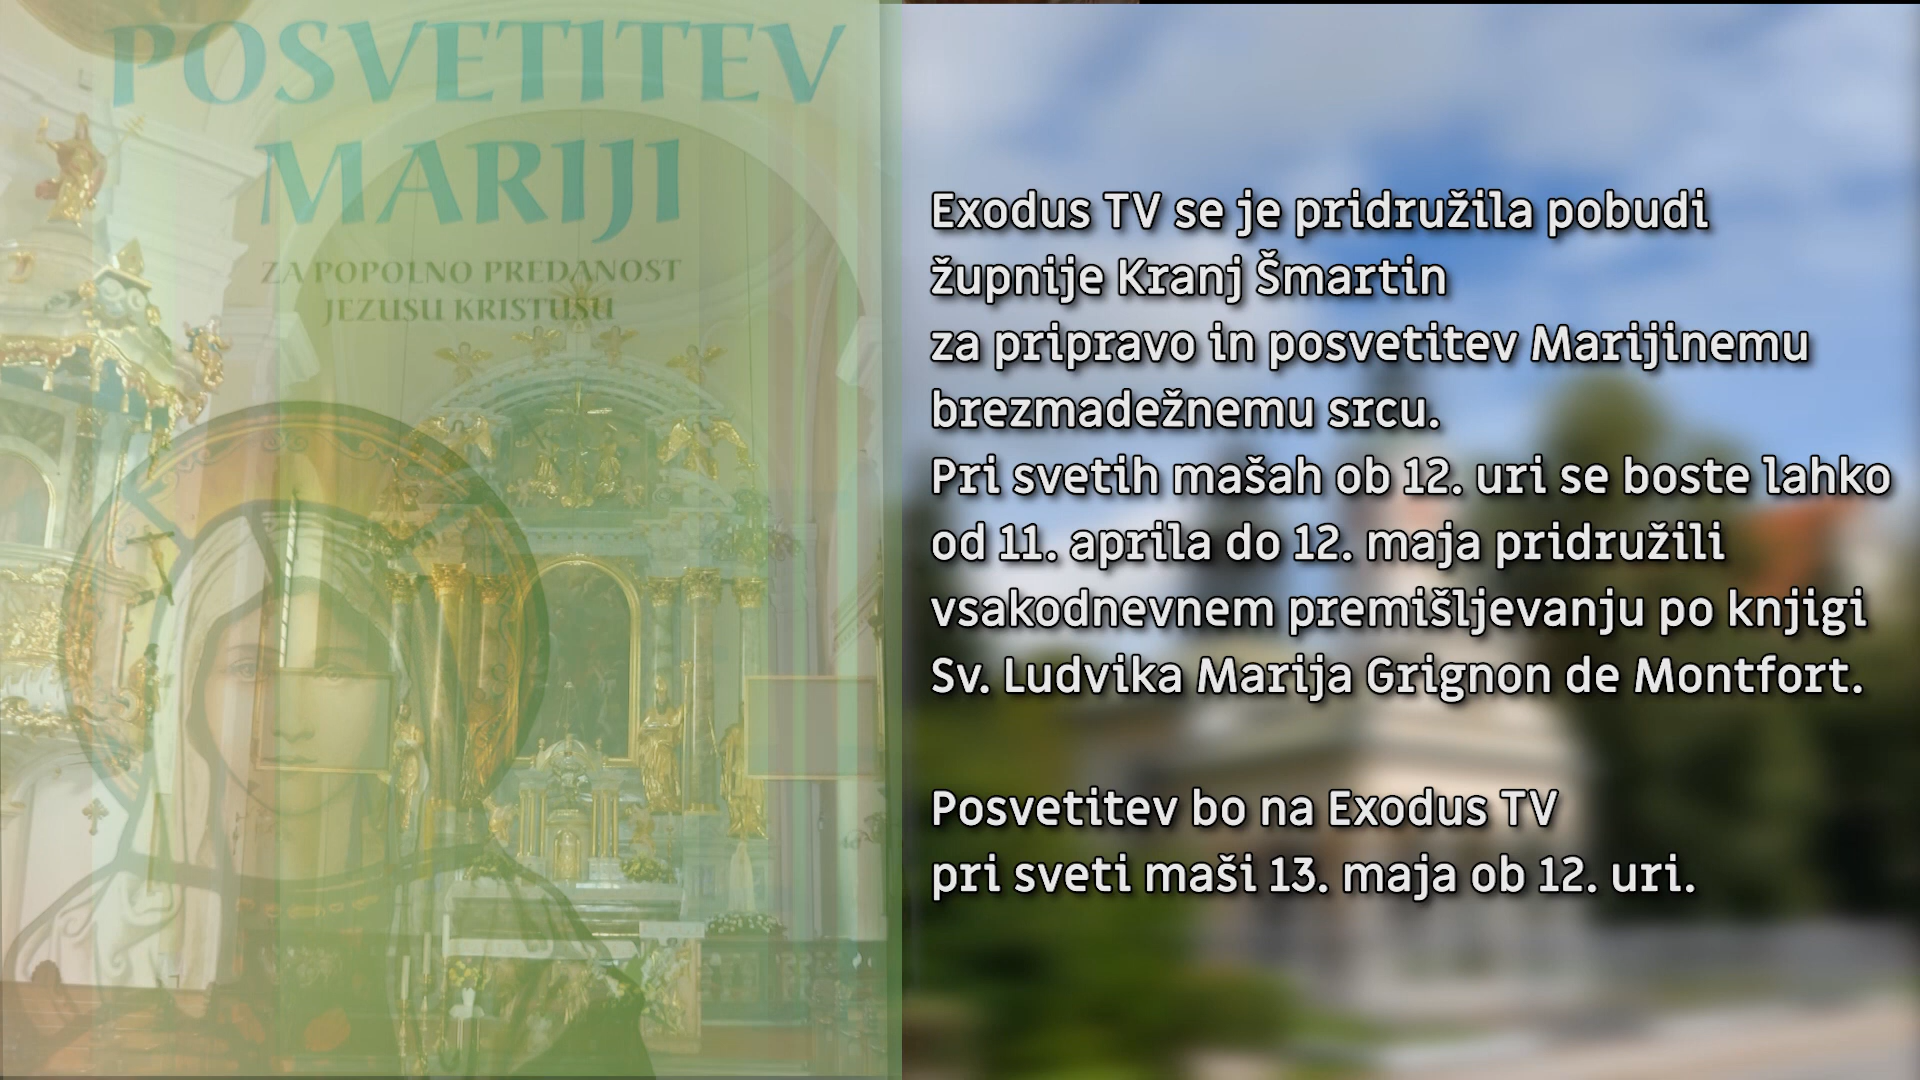 POSVETITEV
MARIJI
ZA POPOLNO PREDANOST
JEZUSU KRISTUSU
Exodus TV se je pridružila pobudi
župnije Kranj Šmartin
za pripravo in posvetitev Marijinemu
brezmadežnemu srcu.
Pri svetih mašah ob 12. uri se boste lahko
od 11. aprila do 12. maja pridružili
vsakodnevnem premišljevanju po knjigi
Sv. Ludvika Marija Grignon de Montfort.
Posvetitev bo na Exodus TV
pri sveti maši 13. maja ob 12. uri.